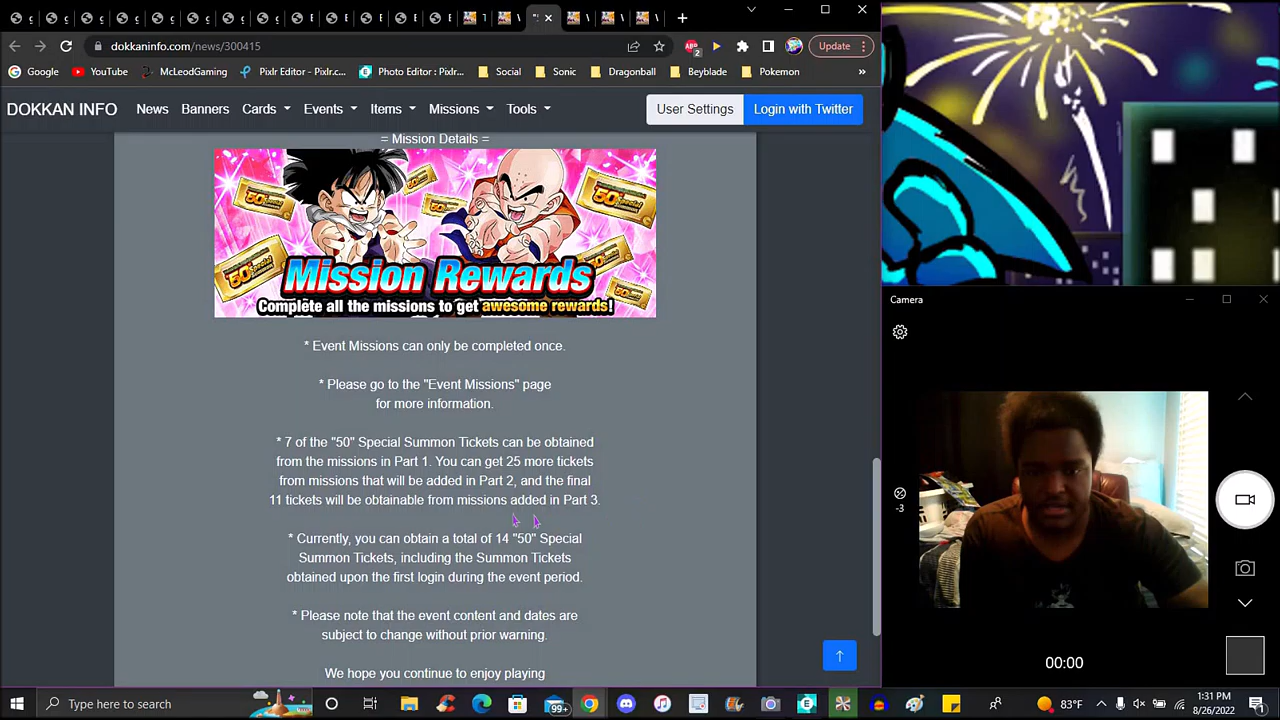 dokkaninfo.com/news/300415
ABP
2
Update
Google
YouTube
McLeodGaming
Pixlr Editor - Pixlr.c...
Photo Editor : Pixlr...
Social
Sonic
Dragonball
Beyblade
Pokemon
»
DOKKAN INFO
News
Banners
Cards
Events
Items
Missions
Tools
User Settings
Login with Twitter
= Mission Details =
Mission Rewards
Complete all the missions to get awesome rewards!
* Event Missions can only be completed once.
* Please go to the "Event Missions" page
for more information.
* 7 of the "50" Special Summon Tickets can be obtained
from the missions in Part 1. You can get 25 more tickets
from missions that will be added in Part 2, and the final
11 tickets will be obtainable from missions added in Part 3.
* Currently, you can obtain a total of 14 "50" Special
Summon Tickets, including the Summon Tickets
obtained upon the first login during the event period.
* Please note that the event content and dates are
subject to change without prior warning.
We hope you continue to enjoy playing
Camera
-3
00:00
Type here to search
99+
83°F
1:31 PM
8/26/2022